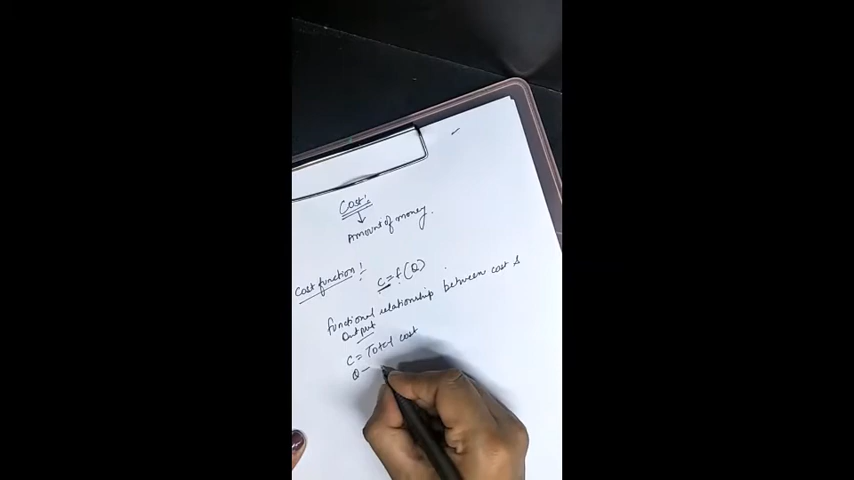 Cost:
Amount of money.
Cost function!
C = f(Q)
functional relationship between cost &
Output
C = Total cost
Q –